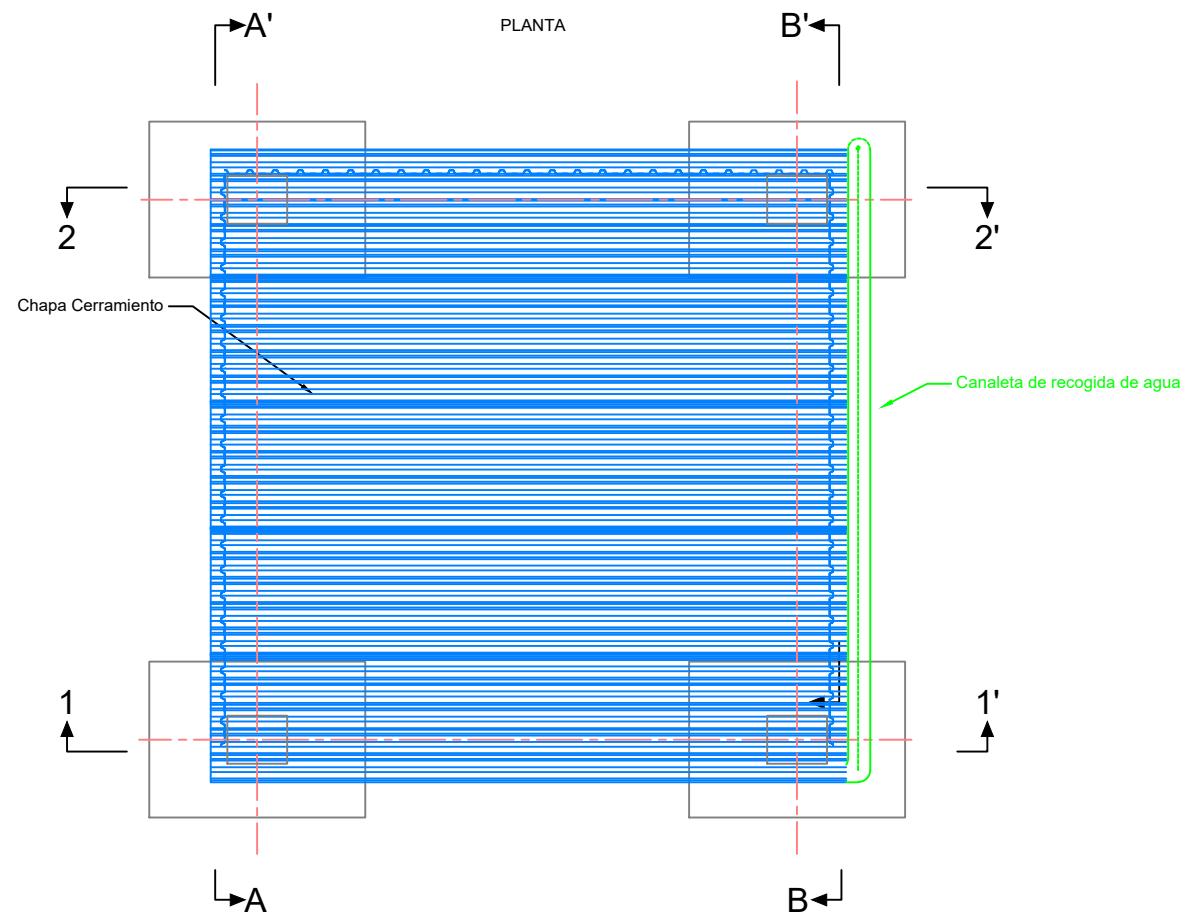 A'
PLANTA
B'
2
2'
Chapa Cerramiento
Canaleta de recogida de agua
1
1'
A
B